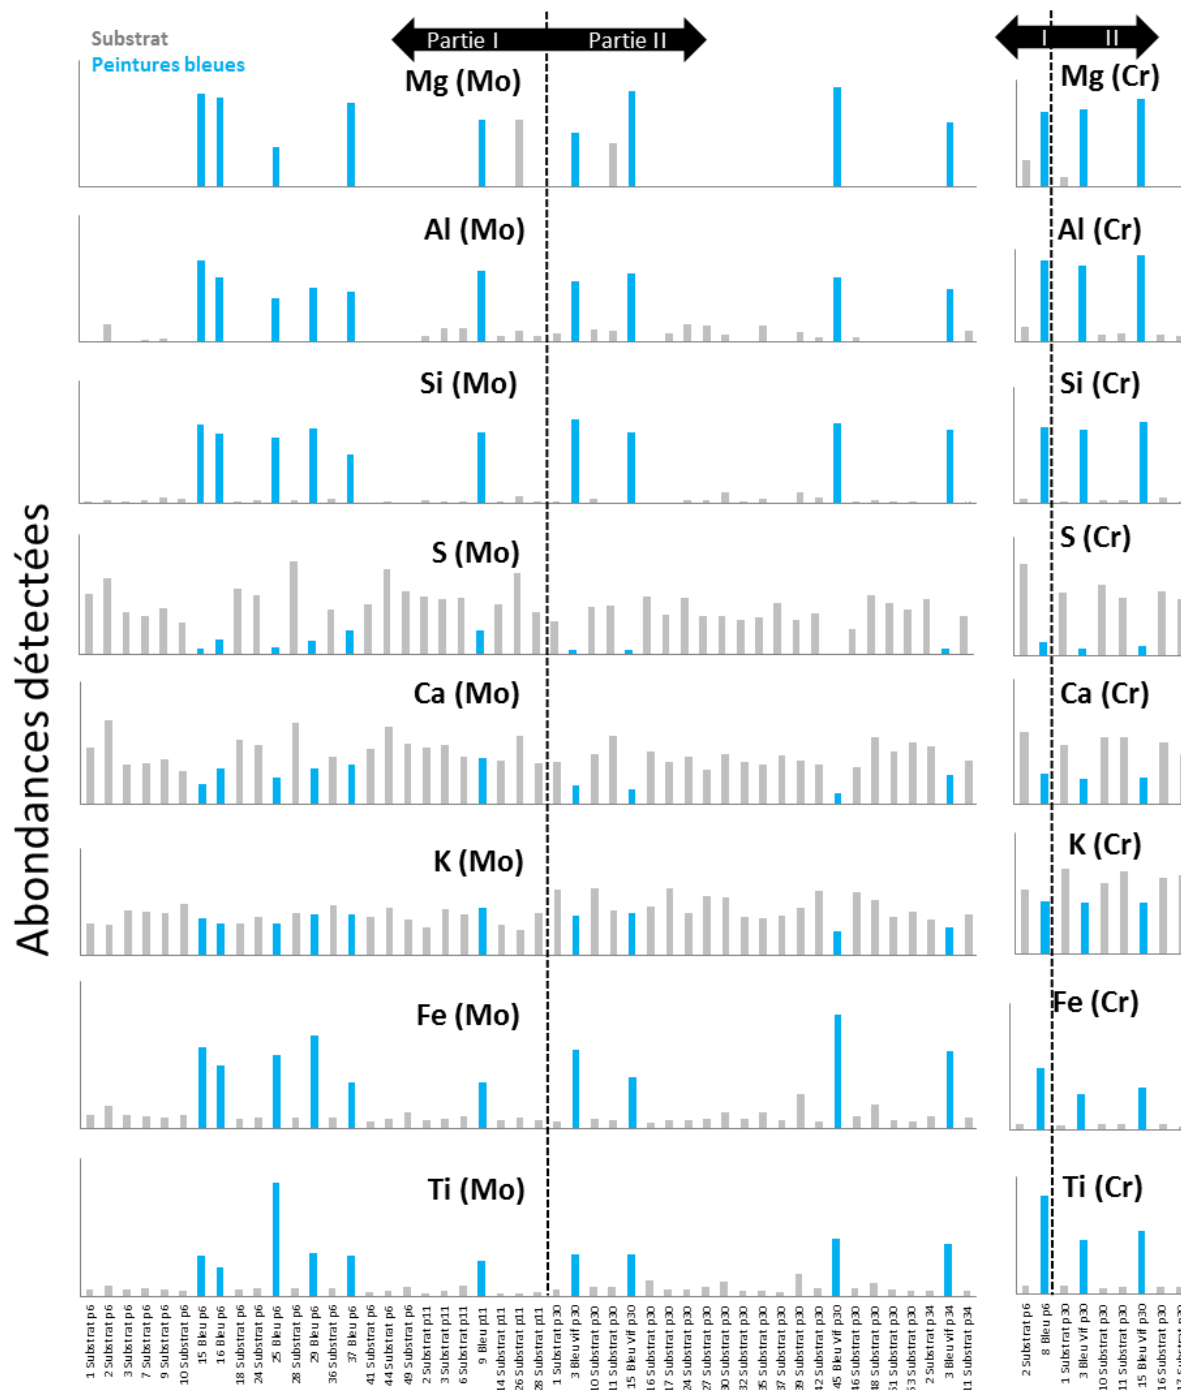 Substrat
Peintures bleues
Partie I
Partie II
I
II
Mg (Mo)
Mg (Cr)
Al (Mo)
Al (Cr)
Si (Mo)
Si (Cr)
S (Mo)
S (Cr)
Ca (Mo)
Ca (Cr)
K (Mo)
K (Cr)
Fe (Mo)
Fe (Cr)
Ti (Mo)
Ti (Cr)
Abondances détectées
1 Substrat p6
2 Substrat p6
3 Substrat p6
7 Substrat p6
9 Substrat p6
10 Substrat p6
15 Bleu p6
16 Bleu p6
18 Substrat p6
24 Substrat p6
25 Bleu p6
28 Substrat p6
29 Bleu p6
36 Substrat p6
37 Bleu p6
41 Substrat p6
44 Substrat p6
49 Substrat p6
2 Substrat p11
3 Substrat p11
6 Substrat p11
9 Bleu p11
14 Substrat p11
26 Substrat p11
28 Substrat p11
1 Substrat p30
3 Bleu vif p30
10 Substrat p30
11 Substrat p30
15 Bleu Vif p30
16 Substrat p30
17 Substrat p30
24 Substrat p30
27 Substrat p30
30 Substrat p30
32 Substrat p30
35 Substrat p30
37 Substrat p30
39 Substrat p30
42 Substrat p30
45 Bleu Vif p30
46 Substrat p30
48 Substrat p30
51 Substrat p30
53 Substrat p30
2 Substrat p34
3 Bleu vif p34
11 Substrat p34
2 Substrat p6
8 Bleu p6
1 Substrat p30
3 Bleu vif p30
10 Substrat p30
11 Substrat p30
15 Bleu Vif p30
16 Substrat p30